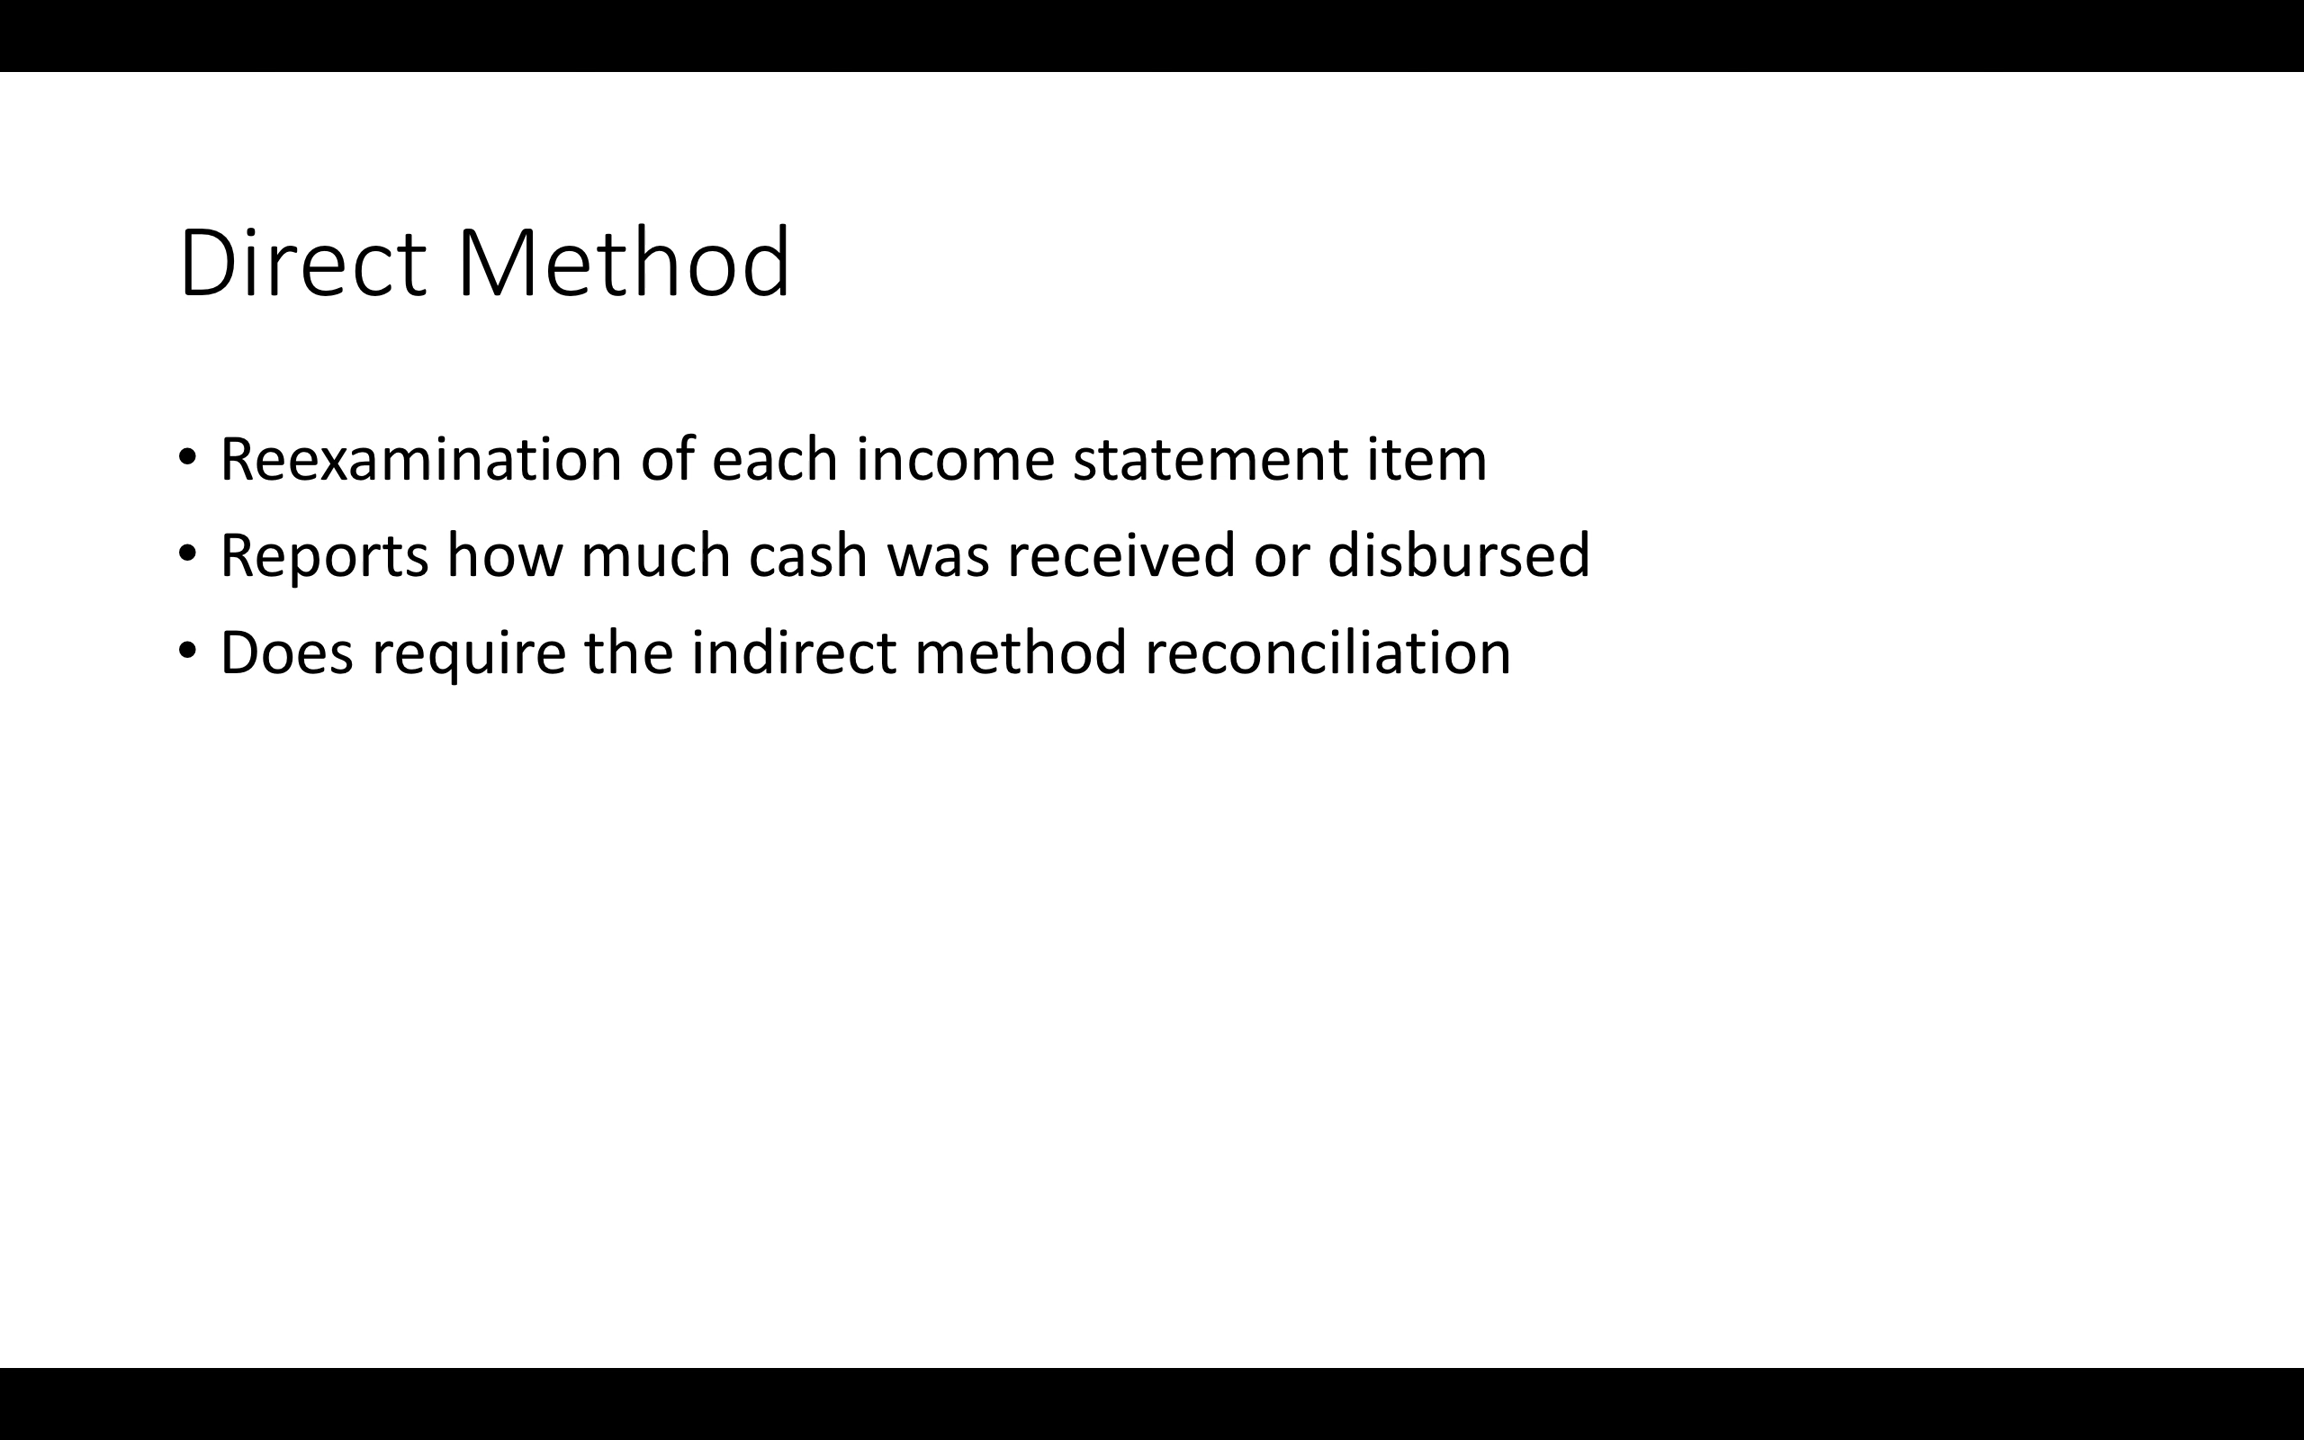 Direct Method
• Reexamination of each income statement item
• Reports how much cash was received or disbursed
• Does require the indirect method reconciliation